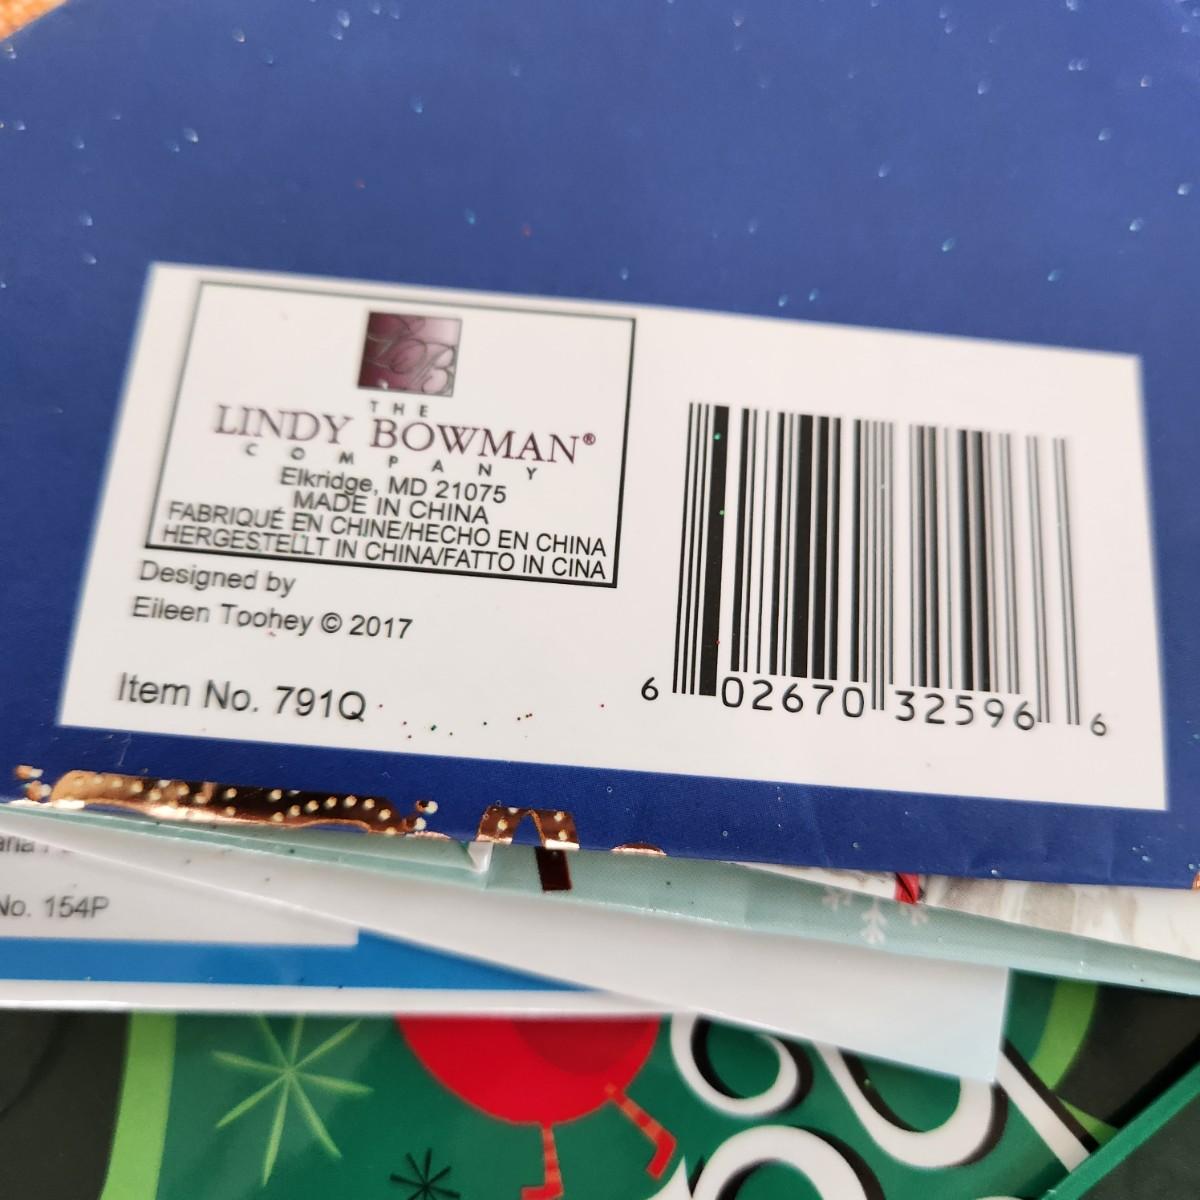 THE
LINDY BOWMAN®
COMPANY
Elkridge, MD 21075
MADE IN CHINA
FABRIQUÉ EN CHINE/HECHO EN CHINA
HERGESTELLT IN CHINA/FATTO IN CINA
Designed by
Eileen Toohey © 2017
Item No. 791Q
6 02670 32596 6
No. 154P